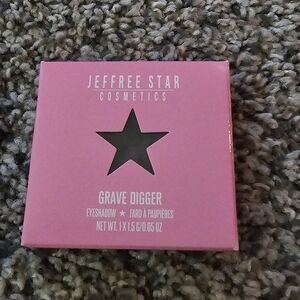 JEFFREE STAR
COSMETICS
GRAVE DIGGER
EYESHADOW ★ FARD À PAUPIÈRES
NET WT. 1 X 1.5 G/0.05 OZ